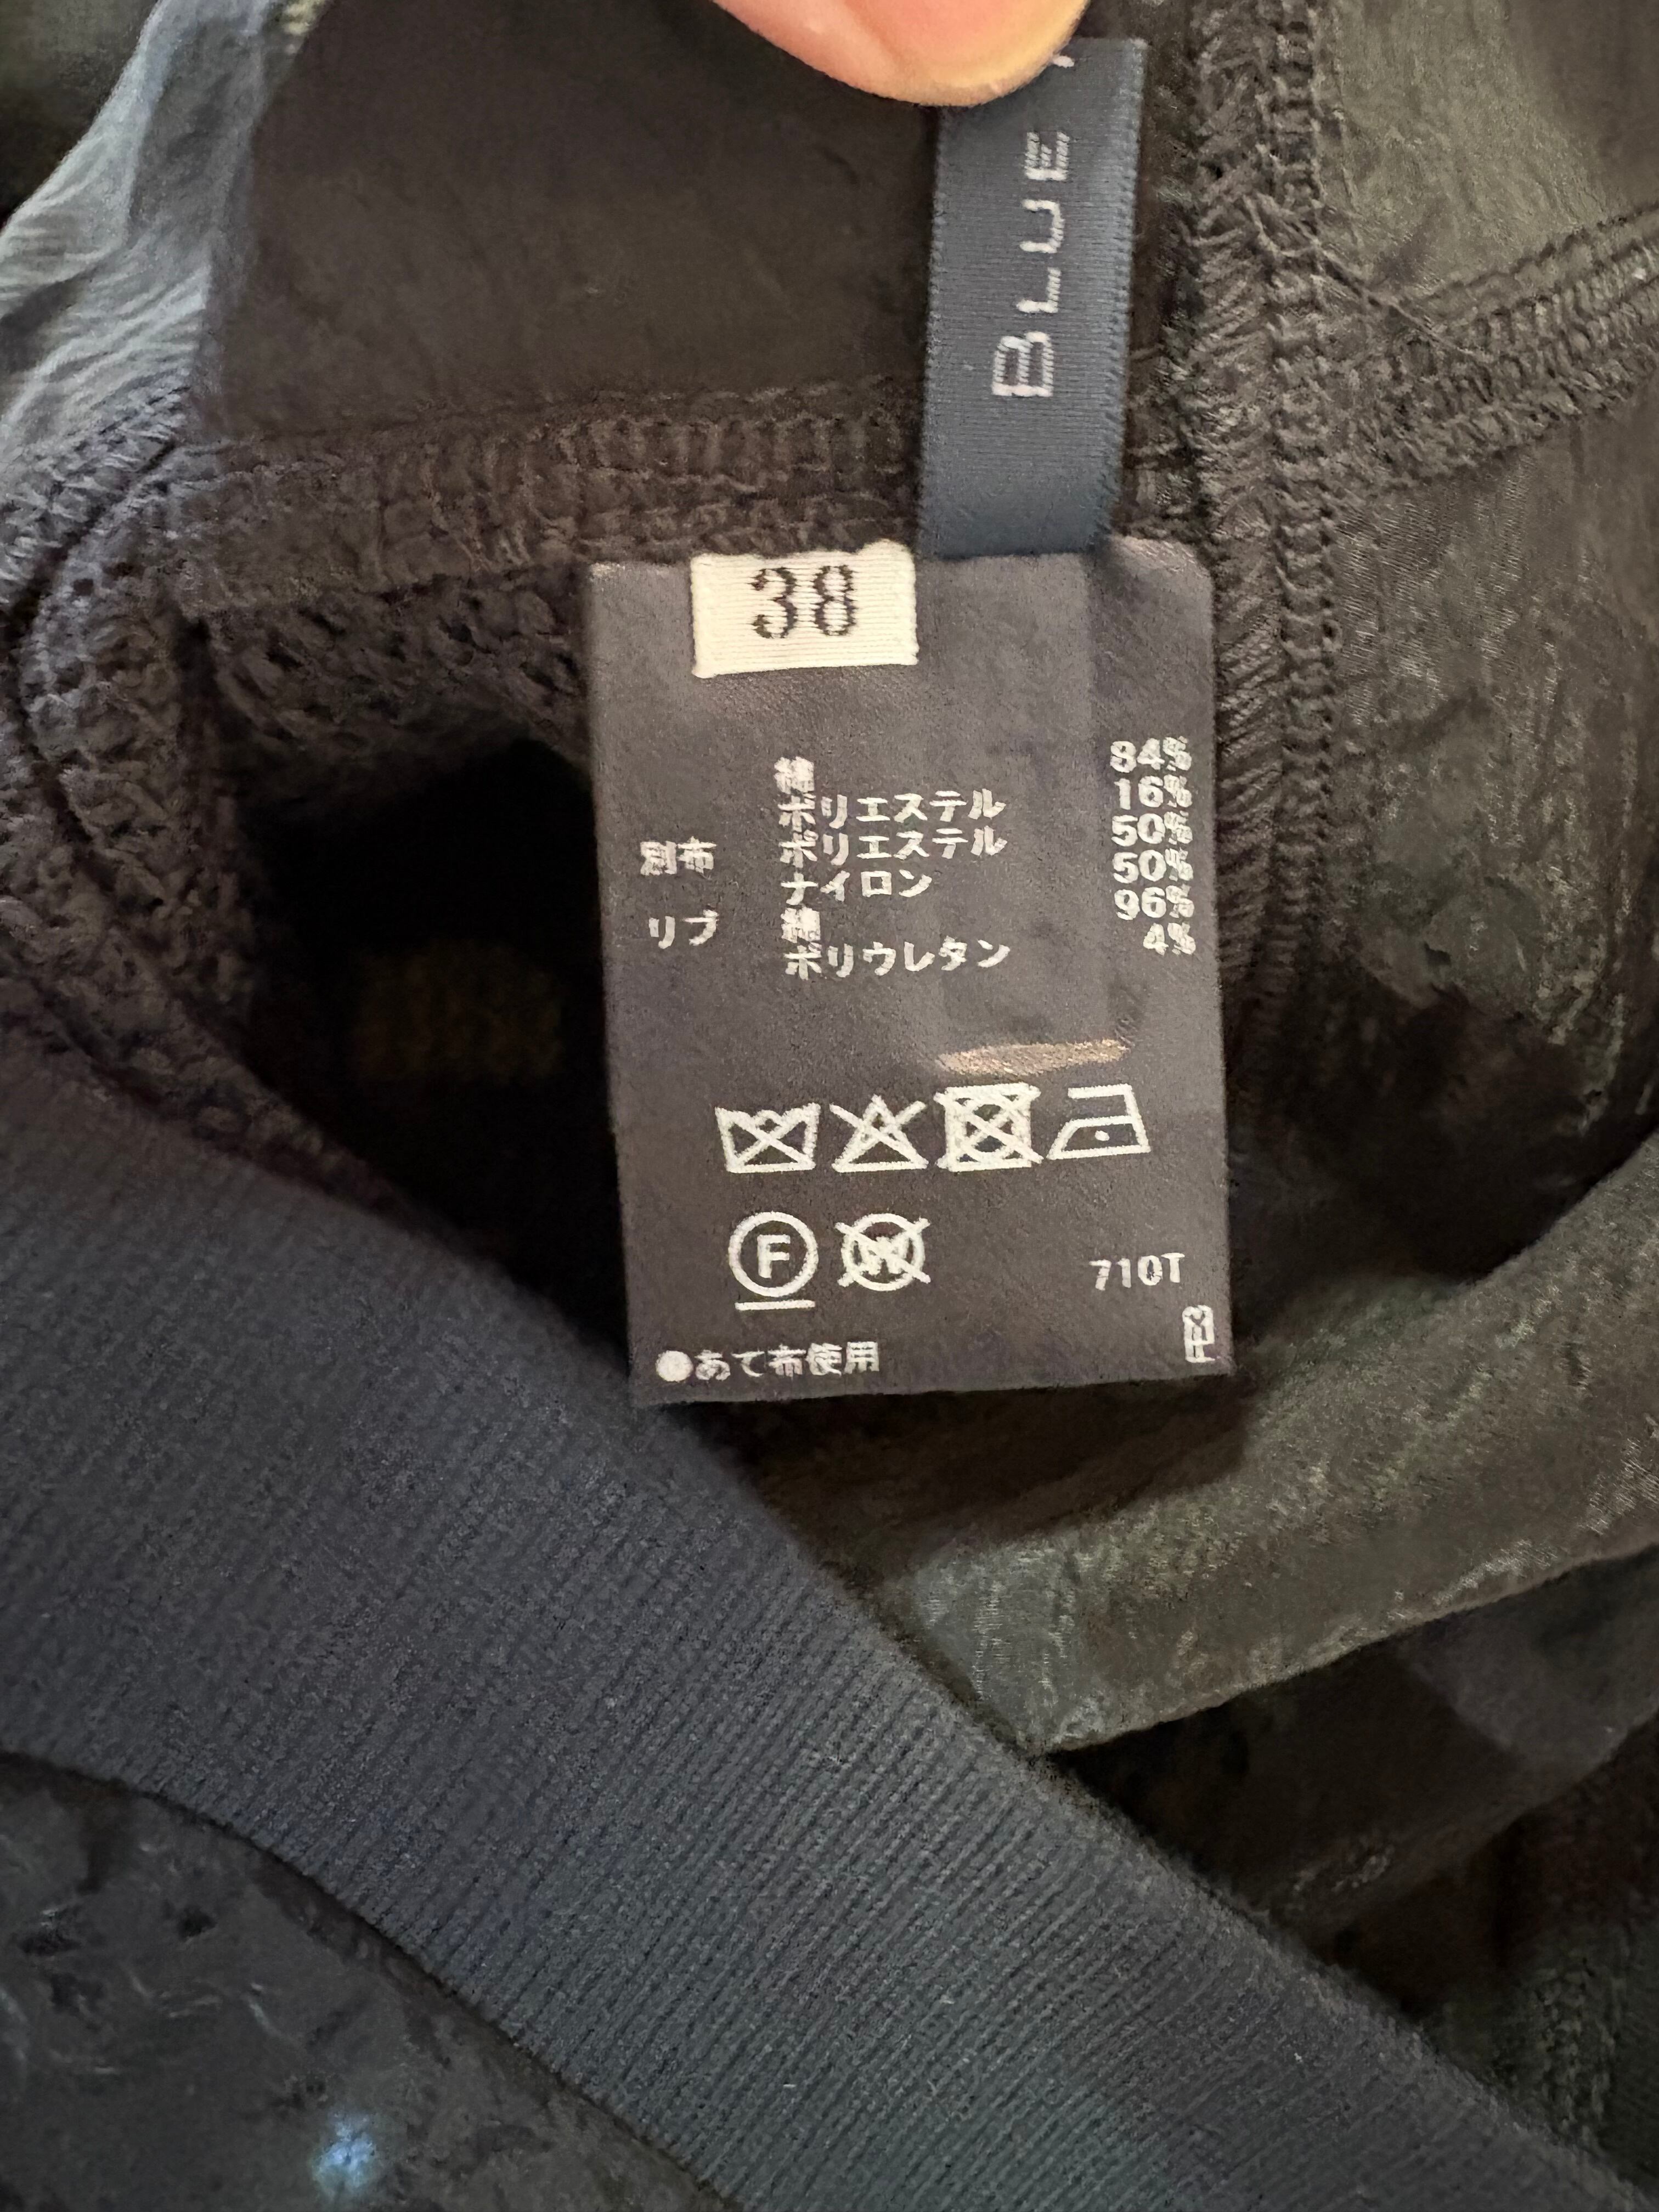 BLUE
38
綿 84%
ポリエステル 16%
別布 ポリエステル 50%
ナイロン 50%
リブ 綿 96%
ポリウレタン 4%
F W
710T
●あて布使用